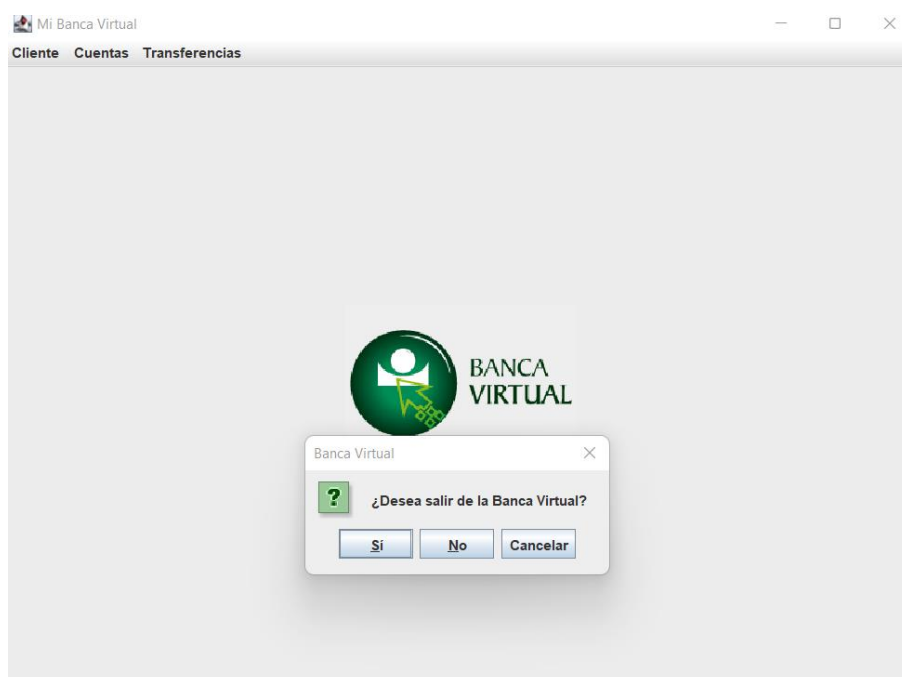 Mi Banca Virtual
Cliente Cuentas Transferencias
BANCA
VIRTUAL
Banca Virtual
?
¿Desea salir de la Banca Virtual?
Sí No Cancelar